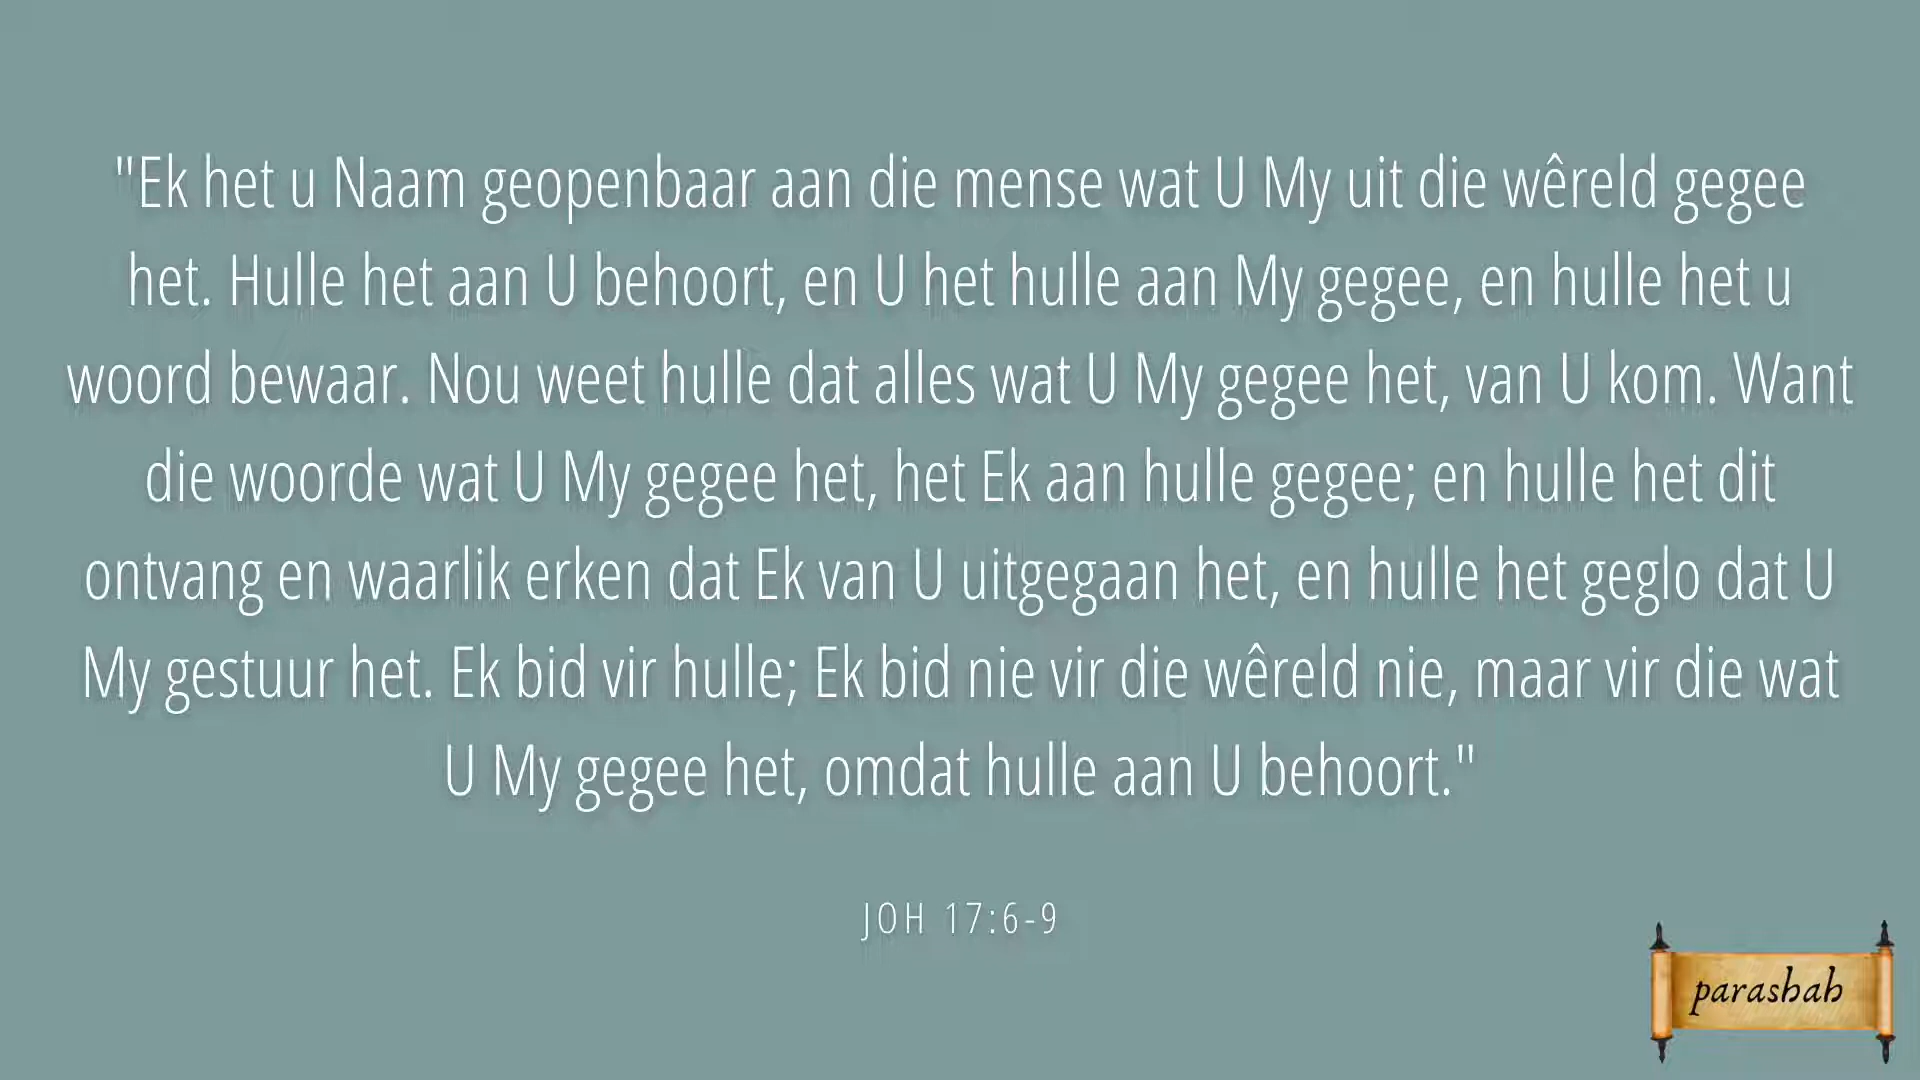 "Ek het u Naam geopenbaar aan die mense wat U My uit die wêreld gegee
het. Hulle het aan U behoort, en U het hulle aan My gegee, en hulle het u
woord bewaar. Nou weet hulle dat alles wat U My gegee het, van U kom. Want
die woorde wat U My gegee het, het Ek aan hulle gegee; en hulle het dit
ontvang en waarlik erken dat Ek van U uitgegaan het, en hulle het geglo dat U
My gestuur het. Ek bid vir hulle; Ek bid nie vir die wêreld nie, maar vir die wat
U My gegee het, omdat hulle aan U behoort."
JOH 17:6-9
parashah